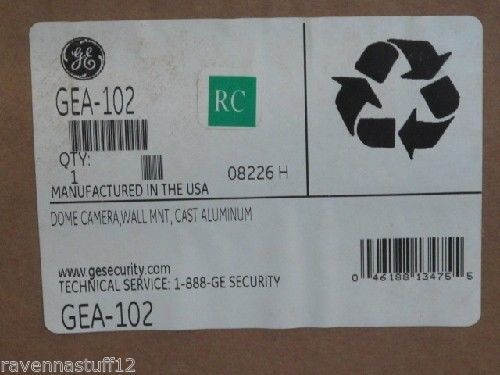 GE
GEA-102
RC
QTY:
1
08226 H
MANUFACTURED IN THE USA
DOME CAMERA,WALL MNT, CAST ALUMINUM
www.gesecurity.com
TECHNICAL SERVICE: 1-888-GE SECURITY
0 46188 13475 5
GEA-102
ravennastuff12